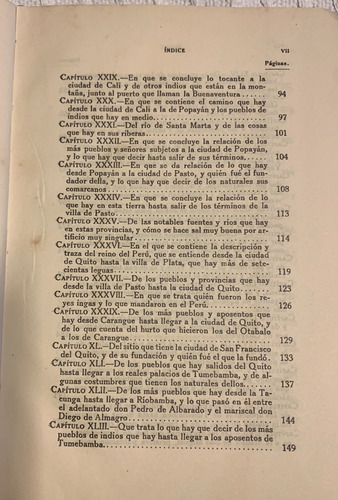 ÍNDICE VII
Páginas.
CAPÍTULO XXIX.—En que se concluye lo tocante a la
ciudad de Cali y de otros indios que están en la mon-
taña, junto al puerto que llaman la Buenaventura . . 94
CAPÍTULO XXX.—En que se contiene el camino que hay
desde la ciudad de Cali a la de Popayán y los pueblos de
indios que hay en medio. 97
CAPÍTULO XXXI.—Del río de Santa Marta y de las cosas
que hay en sus riberas 101
CAPÍTULO XXXII.—En que se concluye la relación de los
más pueblos y señores subjetos a la ciudad de Popayán,
y lo que hay que decir hasta salir de sus términos. 104
CAPÍTULO XXXIII.—En que se da relación de lo que hay
desde Popayán a la ciudad de Pasto, y quién fué el fun-
dador della, y lo que hay que decir de los naturales sus
comarcanos 108
CAPÍTULO XXXIV.—En que se concluye la relación de lo
que hay en esta tierra hasta salir de los términos de la
villa de Pasto 113
CAPÍTULO XXXV.—De las notables fuentes y ríos que hay
en estas provincias, y cómo se hace sal muy buena por ar-
tificio muy singular 114
CAPÍTULO XXXVI.—En que se contiene la descripción y
traza del reino del Perú, que se entiende desde la ciudad
de Quito hasta la villa de Plata, que hay más de sete-
cientas leguas 119
CAPÍTULO XXXVII.—De los pueblos y provincias que hay
desde la villa de Pasto hasta la ciudad de Quito 123
CAPÍTULO XXXVIII.—En que se trata quién fueron los re-
yes ingas y lo que mandaron en el Perú. 126
CAPÍTULO XXXIX.—De los más pueblos y aposentos que
hay desde Carangue hasta llegar a la ciudad de Quito, y
de lo que cuenta del hurto que hicieron los del Otabalo
a los de Carangue 129
CAPÍTULO XL.—Del sitio que tiene la ciudad de San Francisco
del Quito, y de su fundación y quién fué el que la fundó. 133
CAPÍTULO XLI.—De los pueblos que hay salidos del Quito
hasta llegar a los reales palacios de Tumebamba, y de al-
gunas costumbres que tienen los naturales dellos. 137
CAPÍTULO XLII.—De los más pueblos que hay desde la Ta-
cunga hasta llegar a Riobamba, y lo que pasó en él entre
el adelantado don Pedro de Albarado y el mariscal don
Diego de Almagro 144
CAPÍTULO XLIII.—Que trata lo que hay que decir de los más
pueblos de indios que hay hasta llegar a los aposentos de
Tumebamba. 149